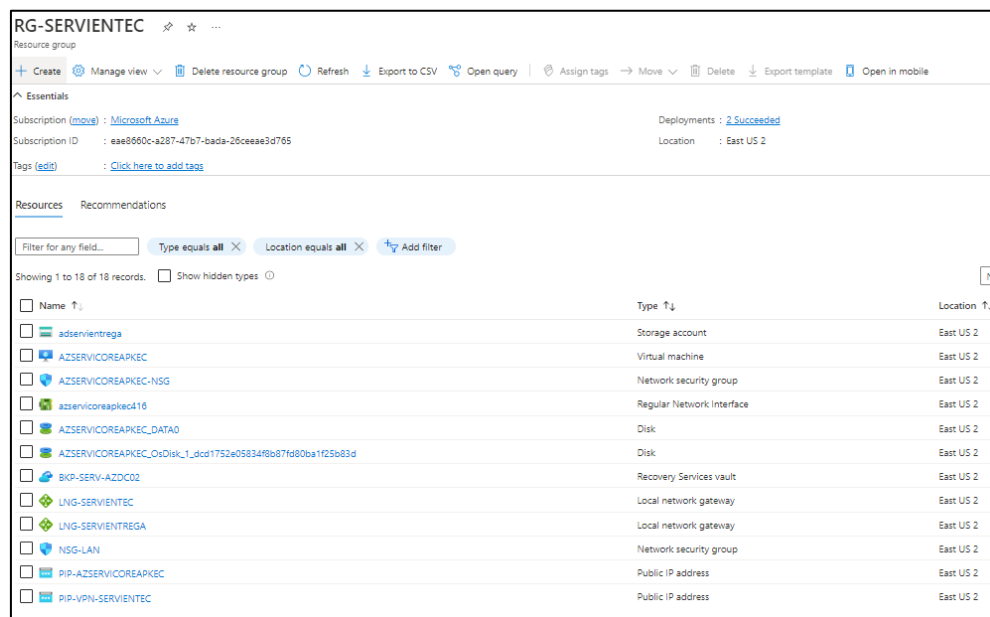 RG-SERVIENTEC
Resource group
Create Manage view Delete resource group Refresh Export to CSV Open query Assign tags Move Delete Export template Open in mobile
Essentials
Subscription (move) : Microsoft Azure Deployments : 2 Succeeded
Subscription ID : eae8660c-a287-47b7-bada-26ceeae3d765 Location : East US 2
Tags (edit) : Click here to add tags
Resources Recommendations
Filter for any field... Type equals all Location equals all Add filter
Showing 1 to 18 of 18 records. Show hidden types
Name Type Location
adservientrega Storage account East US 2
AZSERVICOREAPKEC Virtual machine East US 2
AZSERVICOREAPKEC-NSG Network security group East US 2
azservicoreapkec416 Regular Network Interface East US 2
AZSERVICOREAPKEC_DATA0 Disk East US 2
AZSERVICOREAPKEC_OsDisk_1_dcd1752e05834f8b87fd80ba1f25b83d Disk East US 2
BKP-SERV-AZDC02 Recovery Services vault East US 2
LNG-SERVIENTEC Local network gateway East US 2
LNG-SERVIENTREGA Local network gateway East US 2
NSG-LAN Network security group East US 2
PIP-AZSERVICOREAPKEC Public IP address East US 2
PIP-VPN-SERVIENTEC Public IP address East US 2